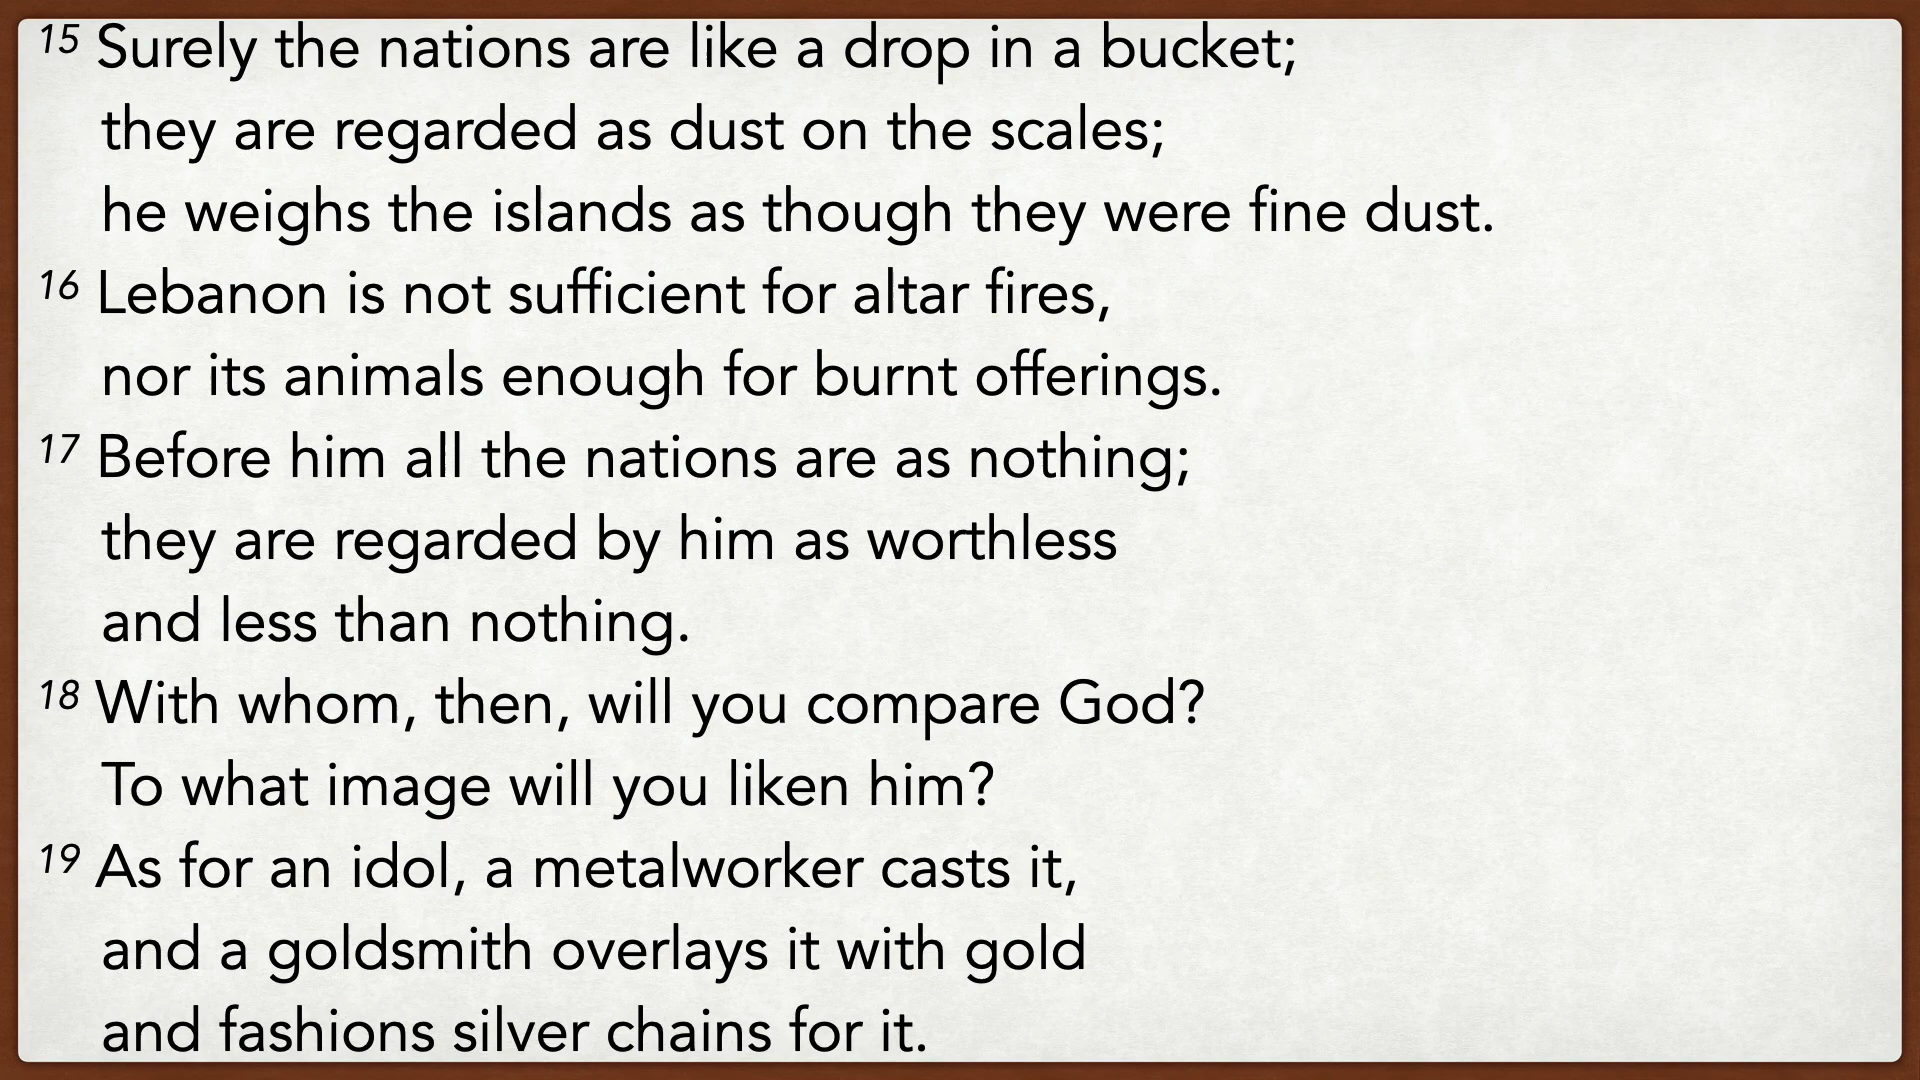 15 Surely the nations are like a drop in a bucket;
they are regarded as dust on the scales;
he weighs the islands as though they were fine dust.
16 Lebanon is not sufficient for altar fires,
nor its animals enough for burnt offerings.
17 Before him all the nations are as nothing;
they are regarded by him as worthless
and less than nothing.
18 With whom, then, will you compare God?
To what image will you liken him?
19 As for an idol, a metalworker casts it,
and a goldsmith overlays it with gold
and fashions silver chains for it.